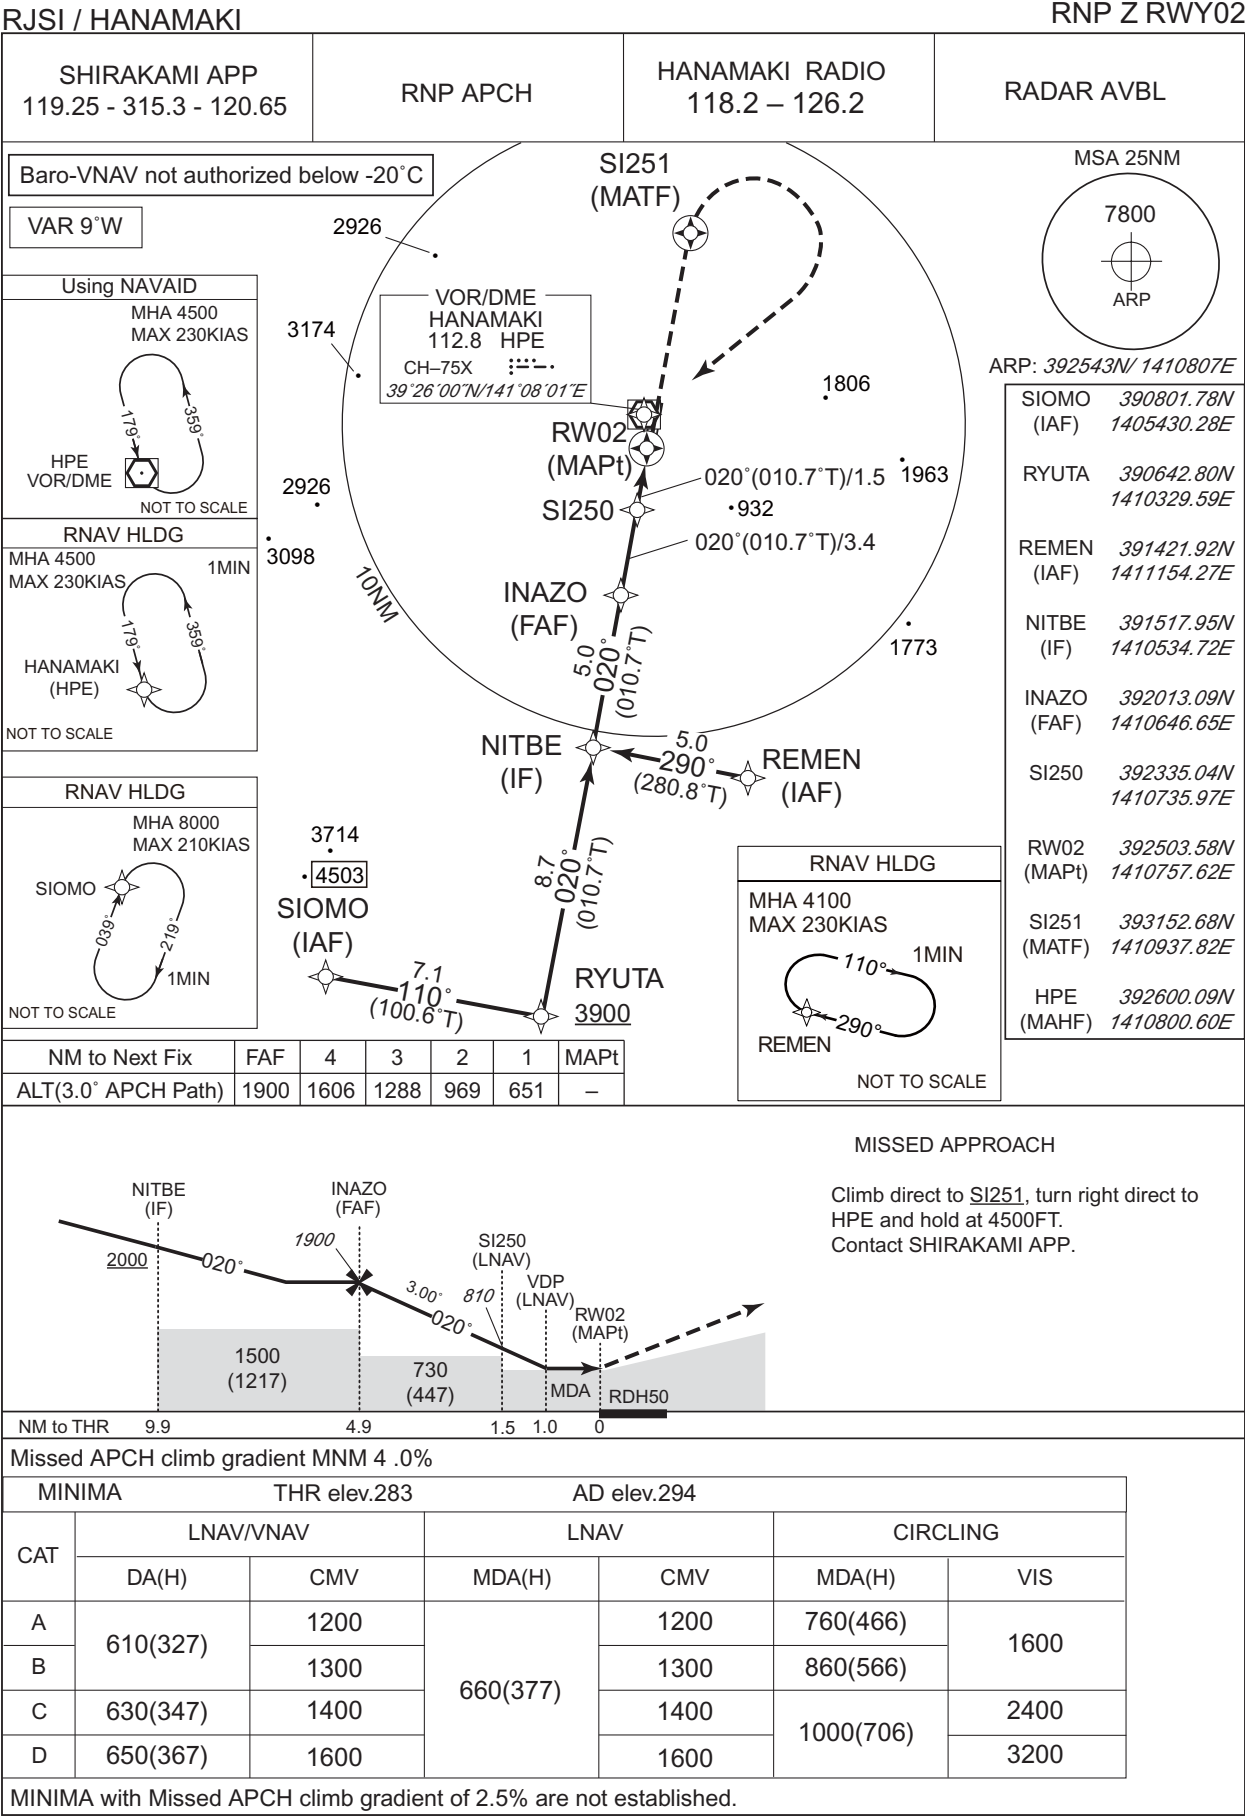 RJSI / HANAMAKI
RNP Z RWY02
SHIRAKAMI APP
119.25 - 315.3 - 120.65
RNP APCH
HANAMAKI RADIO
118.2 – 126.2
RADAR AVBL
Baro-VNAV not authorized below -20˚C
VAR 9˚W
SI251
(MATF)
MSA 25NM
7800
ARP
ARP: 392543N/ 1410807E
2926
3174
2926
3098
1806
1963
932
1773
10NM
VOR/DME
HANAMAKI
112.8 HPE
CH–75X
39˚26´00˝N/141˚08´01˝E
Using NAVAID
MHA 4500
MAX 230KIAS
179˚
359˚
HPE
VOR/DME
NOT TO SCALE
RNAV HLDG
MHA 4500
MAX 230KIAS
1MIN
179˚
359˚
HANAMAKI
(HPE)
NOT TO SCALE
RNAV HLDG
MHA 8000
MAX 210KIAS
SIOMO
039˚
219˚
1MIN
NOT TO SCALE
RW02
(MAPt)
020˚(010.7˚T)/1.5
SI250
020˚(010.7˚T)/3.4
INAZO
(FAF)
5.0
020˚
(010.7˚T)
NITBE
(IF)
5.0
290˚
(280.8˚T)
REMEN
(IAF)
8.7
020˚
(010.7˚T)
3714
4503
SIOMO
(IAF)
7.1
110˚
(100.6˚T)
RYUTA
3900
RNAV HLDG
MHA 4100
MAX 230KIAS
110°
1MIN
290°
REMEN
NOT TO SCALE
SIOMO 390801.78N
(IAF) 1405430.28E
RYUTA 390642.80N
1410329.59E
REMEN 391421.92N
(IAF) 1411154.27E
NITBE 391517.95N
(IF) 1410534.72E
INAZO 392013.09N
(FAF) 1410646.65E
SI250 392335.04N
1410735.97E
RW02 392503.58N
(MAPt) 1410757.62E
SI251 393152.68N
(MATF) 1410937.82E
HPE 392600.09N
(MAHF) 1410800.60E
NM to Next Fix FAF 4 3 2 1 MAPt
ALT(3.0˚ APCH Path) 1900 1606 1288 969 651 –
MISSED APPROACH
Climb direct to SI251, turn right direct to
HPE and hold at 4500FT.
Contact SHIRAKAMI APP.
NITBE
(IF)
INAZO
(FAF)
2000
020˚
1900
SI250
(LNAV)
3.00˚
810
020˚
VDP
(LNAV)
RW02
(MAPt)
1500
(1217)
730
(447)
MDA
RDH50
NM to THR 9.9 4.9 1.5 1.0 0
Missed APCH climb gradient MNM 4 .0%
MINIMA THR elev.283 AD elev.294
CAT LNAV/VNAV LNAV CIRCLING
DA(H) CMV MDA(H) CMV MDA(H) VIS
A 610(327) 1200 660(377) 1200 760(466) 1600
B 1300 1300 860(566)
C 630(347) 1400 1400 1000(706) 2400
D 650(367) 1600 1600 3200
MINIMA with Missed APCH climb gradient of 2.5% are not established.